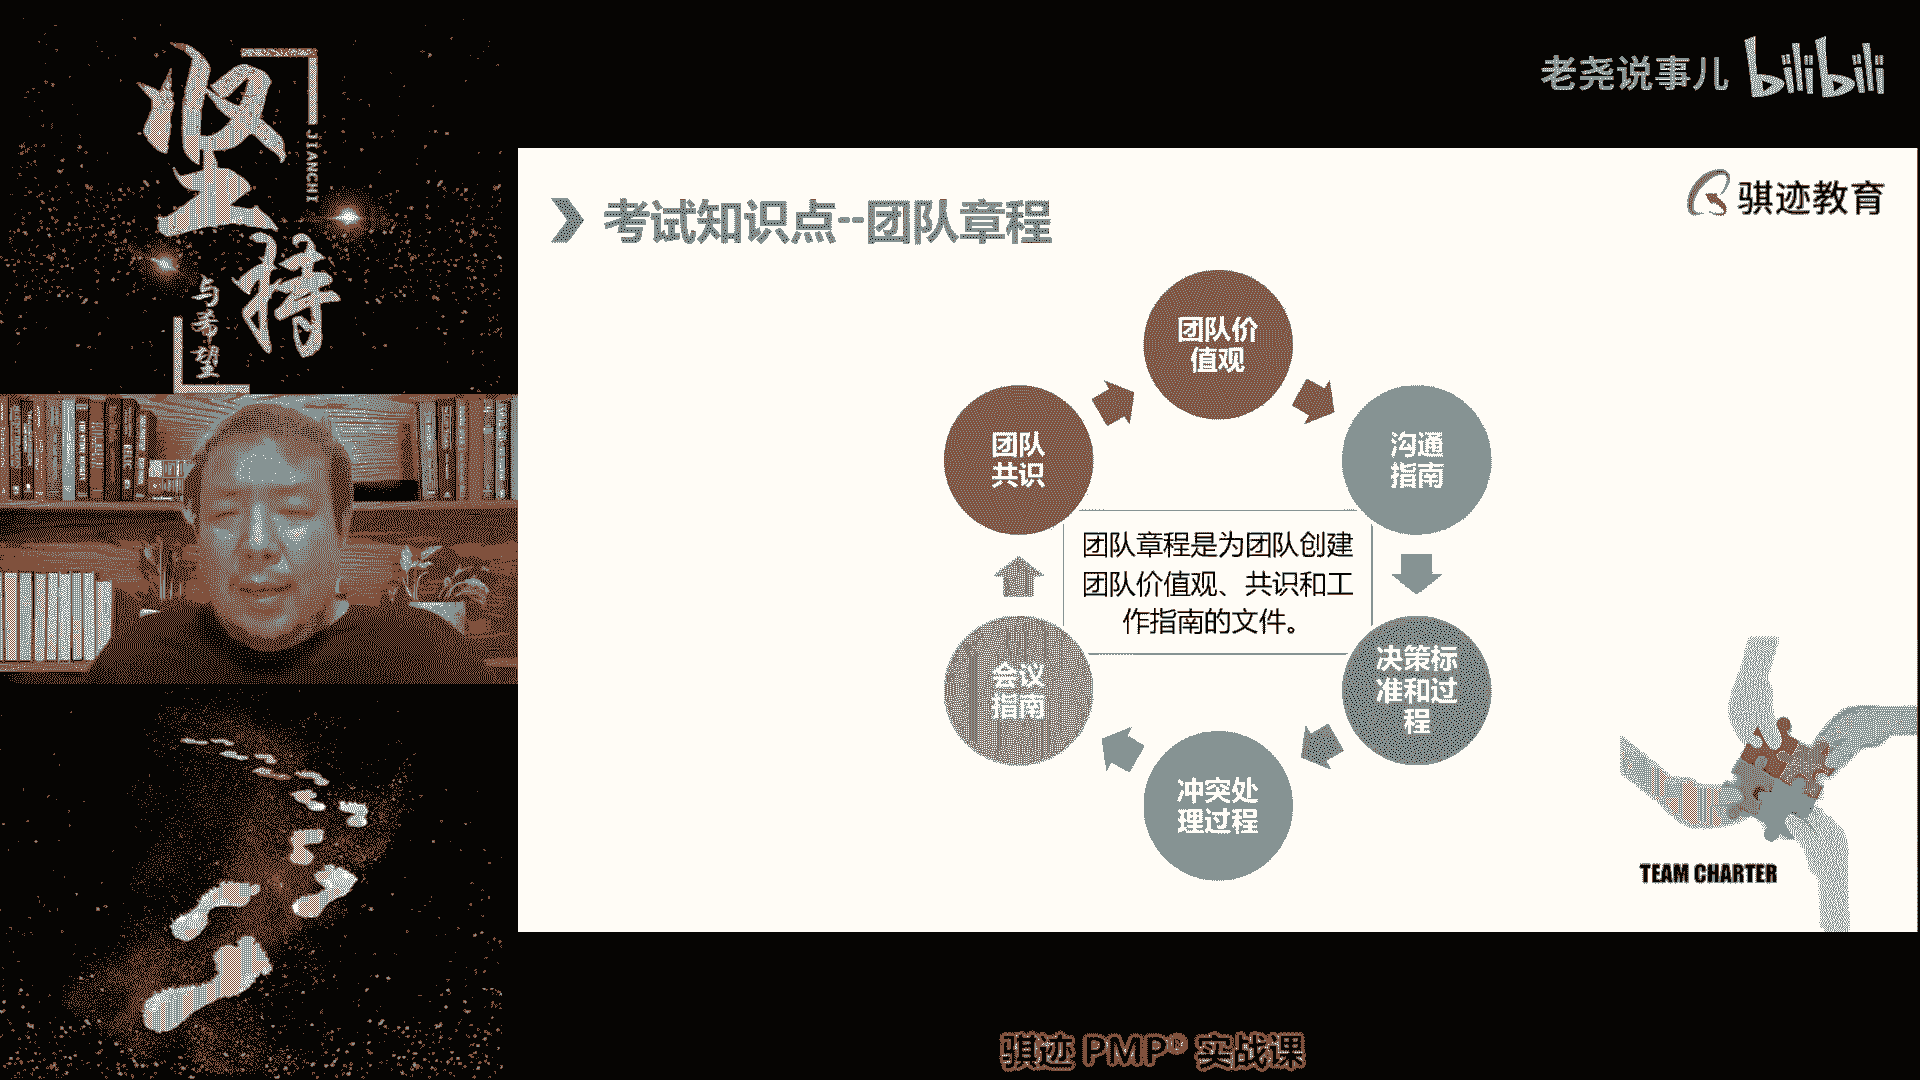 坚持
JIANCHI
与希望
老尧说事儿 bilibili
骐迹教育
考试知识点--团队章程
团队价
值观
团队
共识
沟通
指南
团队章程是为团队创建
团队价值观、共识和工
作指南的文件。
会议
指南
决策标
准和过
程
冲突处
理过程
TEAM CHARTER
骐迹 PMP® 实战课